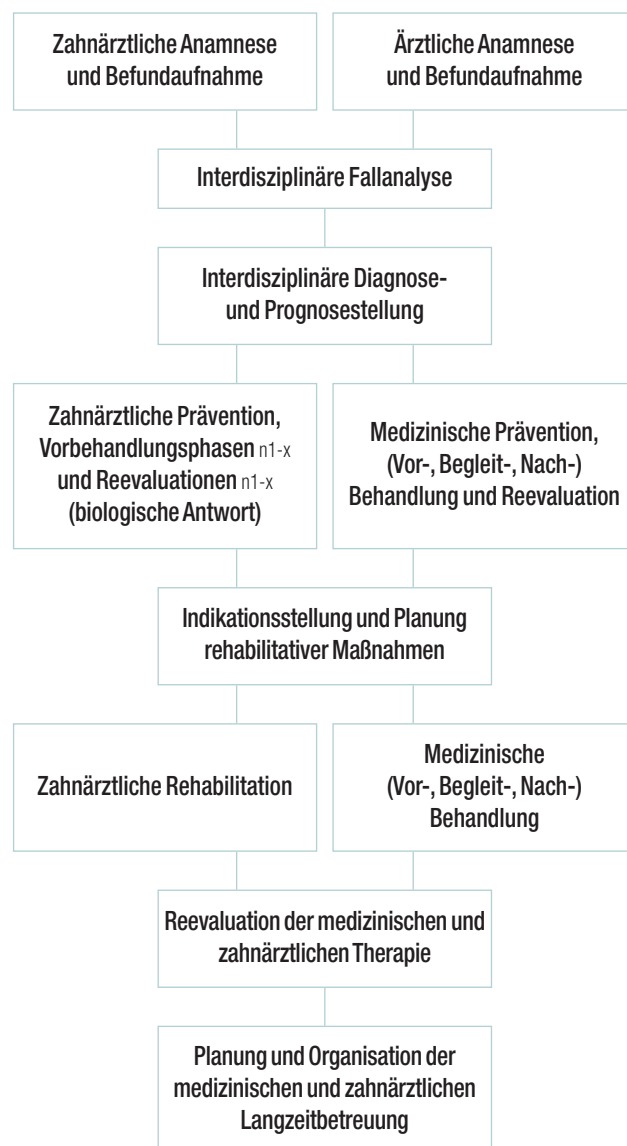 Zahnärztliche Anamnese
und Befundaufnahme
Ärztliche Anamnese
und Befundaufnahme
Interdisziplinäre Fallanalyse
Interdisziplinäre Diagnose-
und Prognosestellung
Zahnärztliche Prävention,
Vorbehandlungsphasen n1-x
und Reevaluationen n1-x
(biologische Antwort)
Medizinische Prävention,
(Vor-, Begleit-, Nach-)
Behandlung und Reevaluation
Indikationsstellung und Planung
rehabilitativer Maßnahmen
Zahnärztliche Rehabilitation
Medizinische
(Vor-, Begleit-, Nach-)
Behandlung
Reevaluation der medizinischen und
zahnärztlichen Therapie
Planung und Organisation der
medizinischen und zahnärztlichen
Langzeitbetreuung